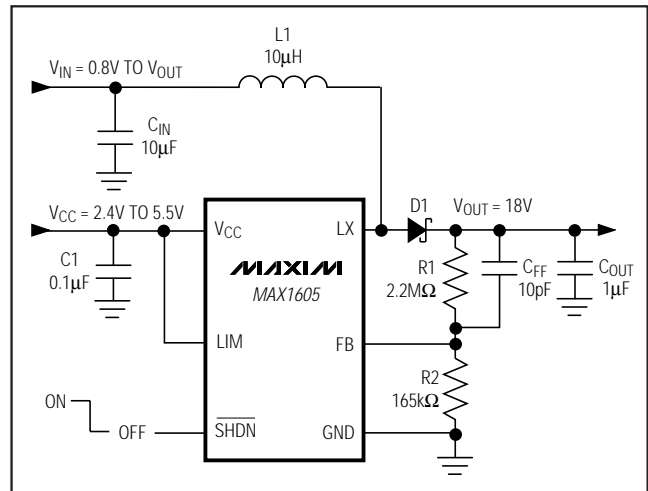 L1
10µH
V_IN = 0.8V TO V_OUT
C_IN
10µF
V_CC = 2.4V TO 5.5V
C1
0.1µF
V_CC
LX
D1
V_OUT = 18V
MAXIM
MAX1605
R1
2.2MΩ
C_FF
10pF
C_OUT
1µF
LIM
FB
R2
165kΩ
ON
OFF
SHDN
GND